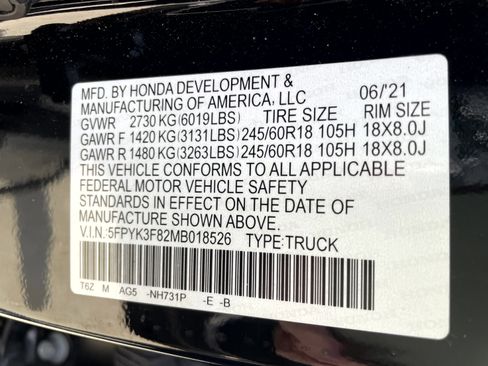 MFD. BY HONDA DEVELOPMENT &
MANUFACTURING OF AMERICA, LLC 06/21
GVWR 2730 KG(6019LBS) TIRE SIZE RIM SIZE
GAWR F 1420 KG(3131LBS)245/60R18 105H 18X8.0J
GAWR R 1480 KG(3263LBS)245/60R18 105H 18X8.0J
THIS VEHICLE CONFORMS TO ALL APPLICABLE
FEDERAL MOTOR VEHICLE SAFETY
STANDARDS IN EFFECT ON THE DATE OF
MANUFACTURE SHOWN ABOVE.
V.I.N.:5FPYK3F82MB018526 TYPE:TRUCK
T6Z M AG5 -NH731P -E -B